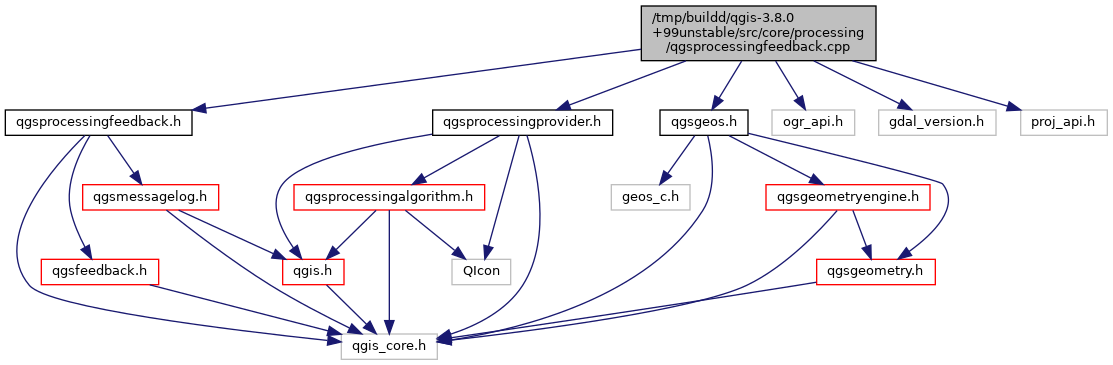 /tmp/buildd/qgis-3.8.0
+99unstable/src/core/processing
/qgsprocessingfeedback.cpp
qgsprocessingfeedback.h
qgsprocessingprovider.h
qgsgeos.h
ogr_api.h
gdal_version.h
proj_api.h
qgsmessagelog.h
qgsprocessingalgorithm.h
geos_c.h
qgsgeometryengine.h
qgsfeedback.h
qgis.h
QIcon
qgsgeometry.h
qgis_core.h